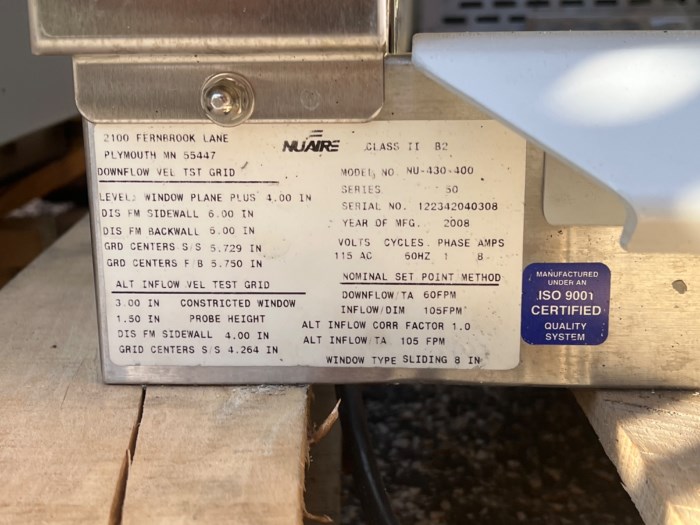 2100 FERNBROOK LANE
PLYMOUTH MN 55447
DOWNFLOW VEL TST GRID
LEVEL: WINDOW PLANE PLUS 4.00 IN
DIS FM SIDEWALL 6.00 IN
DIS FM BACKWALL 6.00 IN
GRD CENTERS S/S 5.729 IN
GRD CENTERS F/B 5.750 IN
ALT INFLOW VEL TEST GRID
3.00 IN CONSTRICTED WINDOW
1.50 IN PROBE HEIGHT
DIS FM SIDEWALL 4.00 IN
GRID CENTERS S/S 4.264 IN
NUAIRE CLASS II B2
MODEL NO. NU-430-400
SERIES 50
SERIAL NO. 122342040308
YEAR OF MFG. 2008
VOLTS CYCLES PHASE AMPS
115 AC 60HZ 1 8
NOMINAL SET POINT METHOD
DOWNFLOW/TA 60FPM
INFLOW/DIM 105FPM
ALT INFLOW CORR FACTOR 1.0
ALT INFLOW/TA 105 FPM
WINDOW TYPE SLIDING 8 IN
MANUFACTURED
UNDER AN
ISO 9001
CERTIFIED
QUALITY
SYSTEM